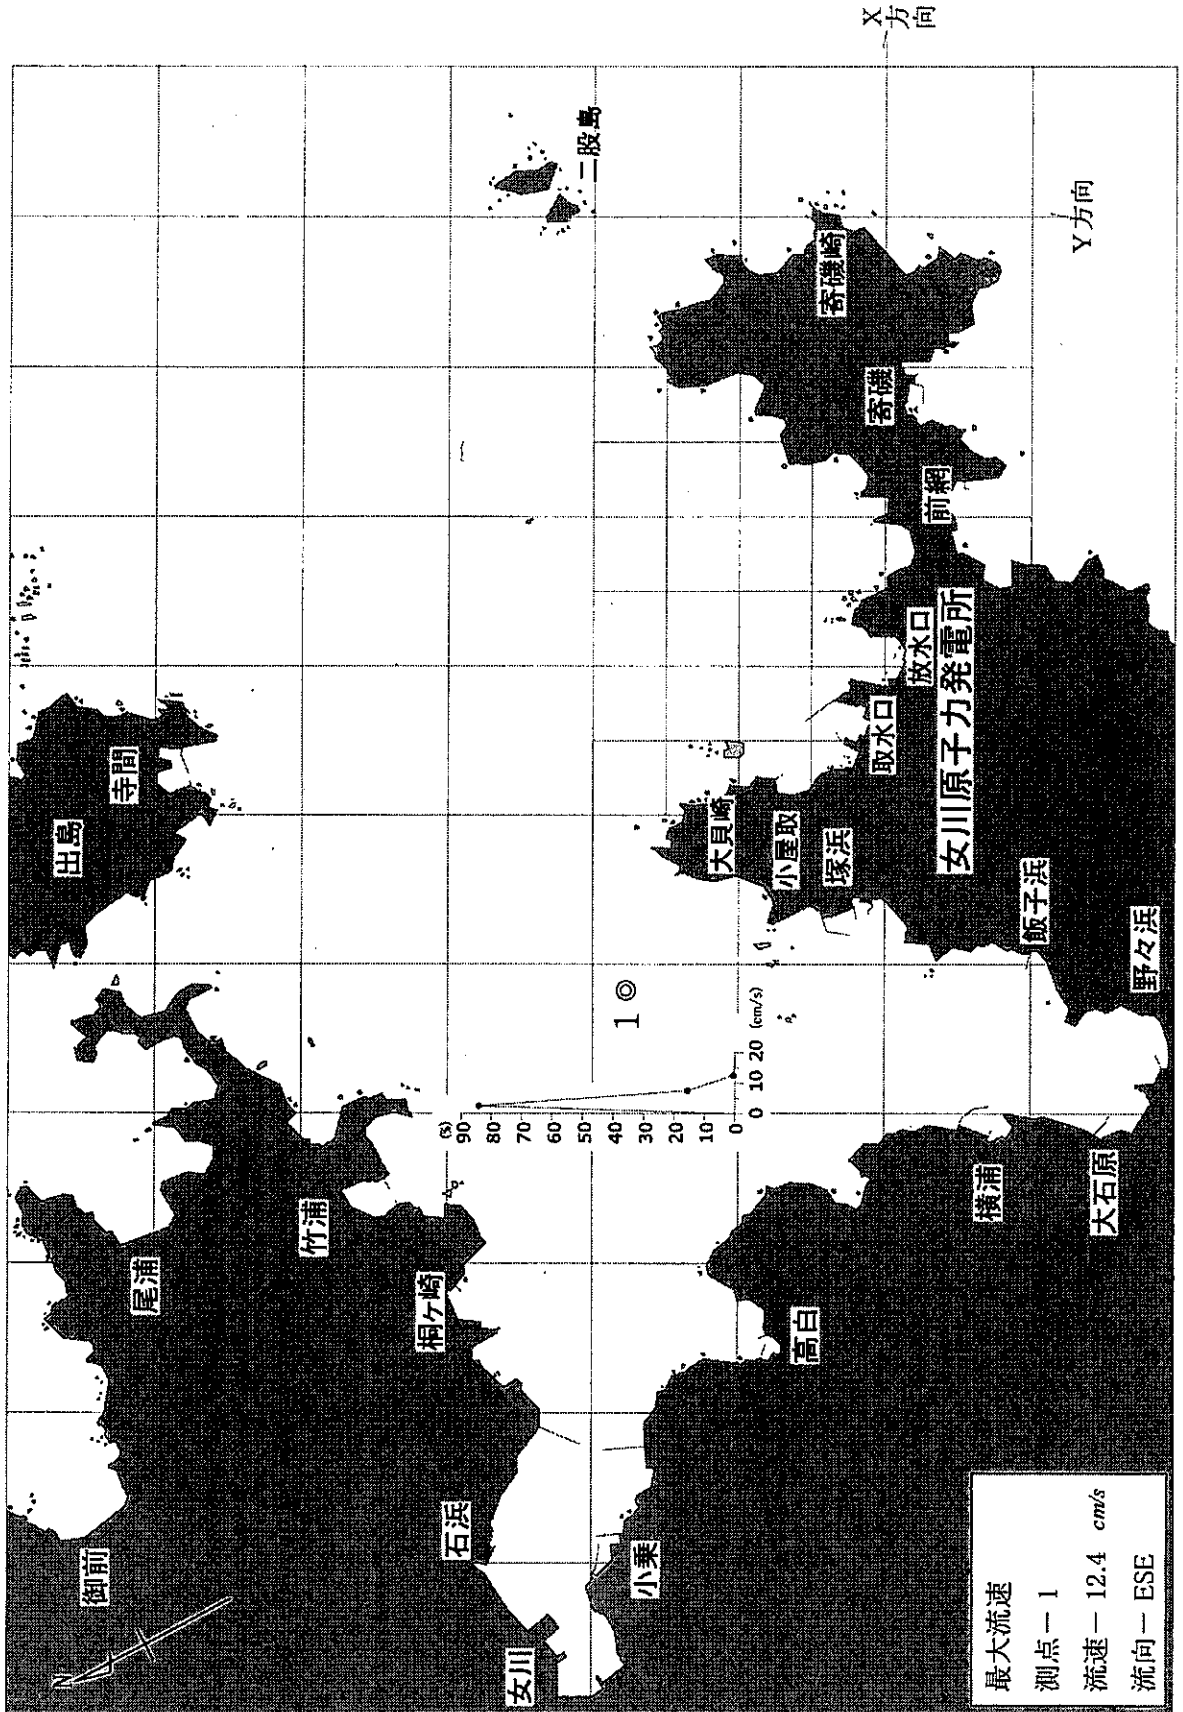 X方向
Y方向
二股島
寄磯崎
寄磯
前網
放水口
女川原子力発電所
取水口
寺間
出島
大貝崎
小屋取
塚浜
飯子浜
野々浜
1
(%)
90
80
70
60
50
40
30
20
10
0
0 10 20 (cm/s)
尾浦
竹浦
桐ヶ崎
横浦
大石原
高白
御前
石浜
小乗
女川
N
最大流速
測点－1
流速－12.4 cm/s
流向－ESE